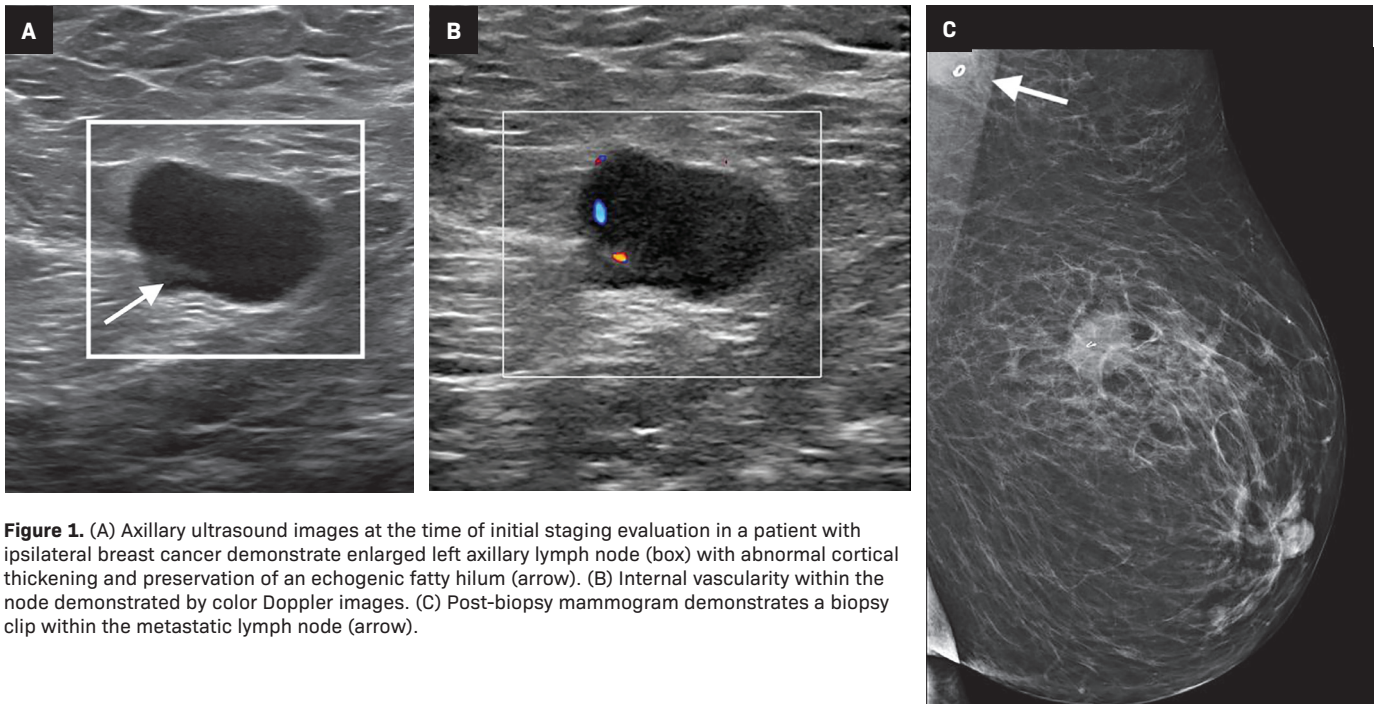 A
B
C
Figure 1. (A) Axillary ultrasound images at the time of initial staging evaluation in a patient with
ipsilateral breast cancer demonstrate enlarged left axillary lymph node (box) with abnormal cortical
thickening and preservation of an echogenic fatty hilum (arrow). (B) Internal vascularity within the
node demonstrated by color Doppler images. (C) Post-biopsy mammogram demonstrates a biopsy
clip within the metastatic lymph node (arrow).